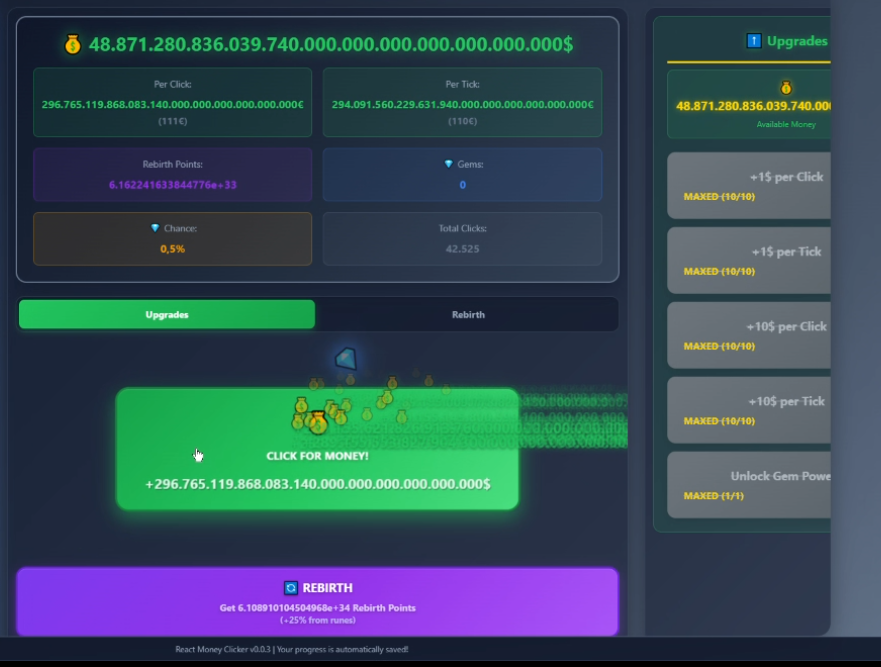 48.871.280.836.039.740.000.000.000.000.000.000.000$
Per Click:
296.765.119.868.083.140.000.000.000.000.000.000€
(111€)
Per Tick:
294.091.560.229.631.940.000.000.000.000.000.000€
(110€)
Rebirth Points:
6.162241633844776e+33
Gems:
0
Chance:
0,5%
Total Clicks:
42.525
Upgrades
Rebirth
CLICK FOR MONEY!
+296.765.119.868.083.140.000.000.000.000.000.000$
REBIRTH
Get 6.108910104504968e+34 Rebirth Points
(+25% from runes)
Upgrades
48.871.280.836.039.740.00
Available Money
+1$ per Click
MAXED (10/10)
+1$ per Tick
MAXED (10/10)
+10$ per Click
MAXED (10/10)
+10$ per Tick
MAXED (10/10)
Unlock Gem Powe
MAXED (1/1)
React Money Clicker v0.0.3 | Your progress is automatically saved!